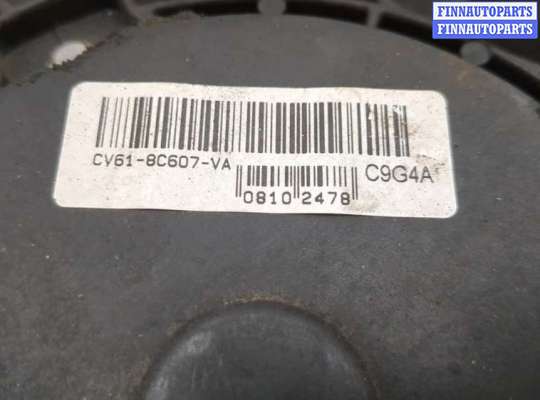 FINNAUTOPARTS
FINNAUTOPARTS
CV61-8C607-VA
C9G4A
0810 2478